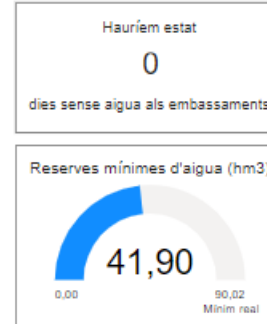 Hauríem estat
0
dies sense aigua als embassaments
Reserves mínimes d'aigua (hm3)
41,90
0,00
90,02
Mínim real